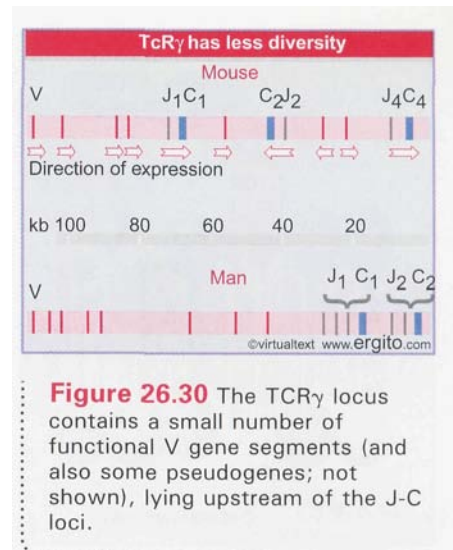 TcRγ has less diversity
Mouse
V J₁C₁ C₂J₂ J₄C₄
Direction of expression
kb 100 80 60 40 20
Man
V J₁ C₁ J₂ C₂
©virtualtext www.ergito.com
Figure 26.30 The TCRγ locus
contains a small number of
functional V gene segments (and
also some pseudogenes; not
shown), lying upstream of the J-C
loci.